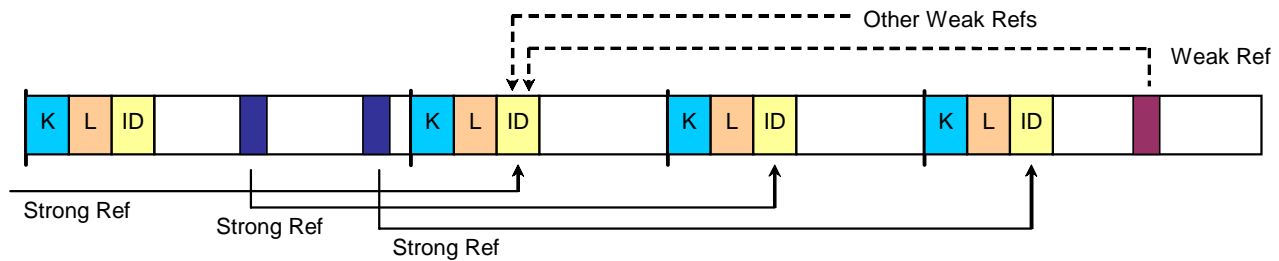 Other Weak Refs
Weak Ref
K L ID K L ID K L ID K L ID
Strong Ref
Strong Ref
Strong Ref